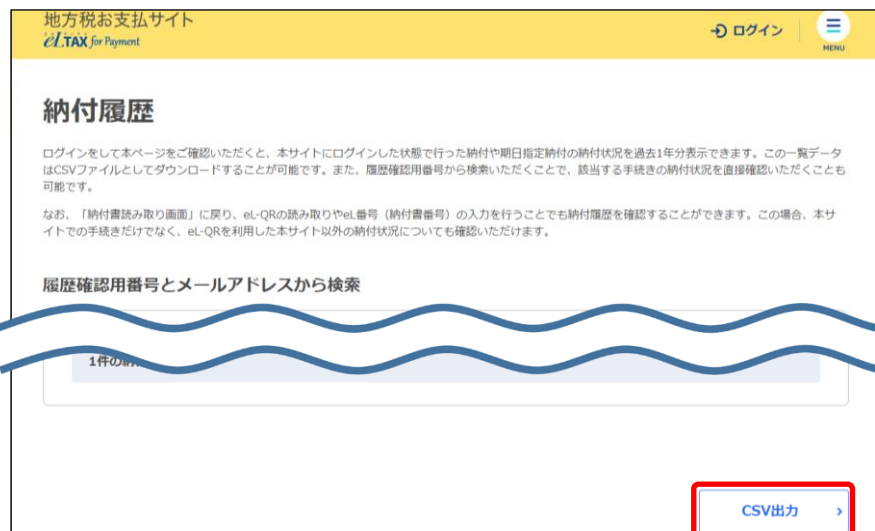 地方税お支払サイト
eLTAX for Payment
ログイン
MENU
納付履歴
ログインをして本ページをご確認いただくと、本サイトにログインした状態で行った納付や期日指定納付の納付状況を過去1年分表示できます。この一覧データ
はCSVファイルとしてダウンロードすることが可能です。また、履歴確認用番号から検索いただくことで、該当する手続きの納付状況を直接確認いただくことも
可能です。
なお、「納付書読み取り画面」に戻り、eL-QRの読み取りやeL番号（納付書番号）の入力を行うことでも納付履歴を確認することができます。この場合、本サ
イトでの手続きだけでなく、eL-QRを利用した本サイト以外の納付状況についても確認いただけます。
履歴確認用番号とメールアドレスから検索
1件の
CSV出力